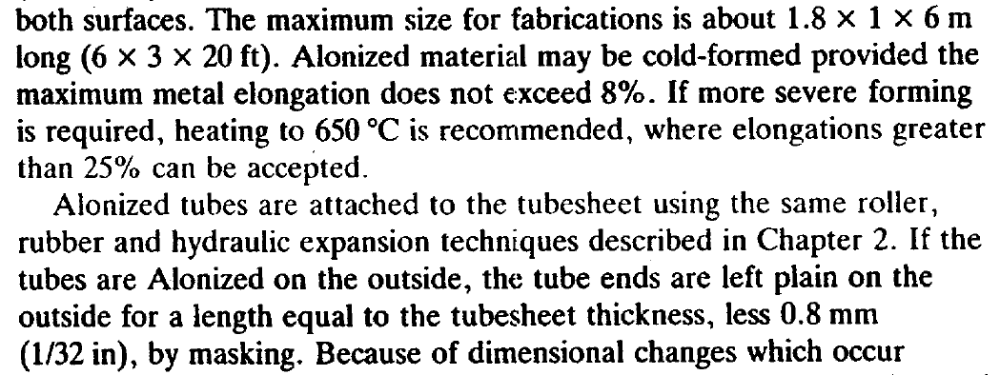 both surfaces. The maximum size for fabrications is about 1.8 × 1 × 6 m
long (6 × 3 × 20 ft). Alonized material may be cold-formed provided the
maximum metal elongation does not exceed 8%. If more severe forming
is required, heating to 650 °C is recommended, where elongations greater
than 25% can be accepted.
Alonized tubes are attached to the tubesheet using the same roller,
rubber and hydraulic expansion techniques described in Chapter 2. If the
tubes are Alonized on the outside, the tube ends are left plain on the
outside for a length equal to the tubesheet thickness, less 0.8 mm
(1/32 in), by masking. Because of dimensional changes which occur